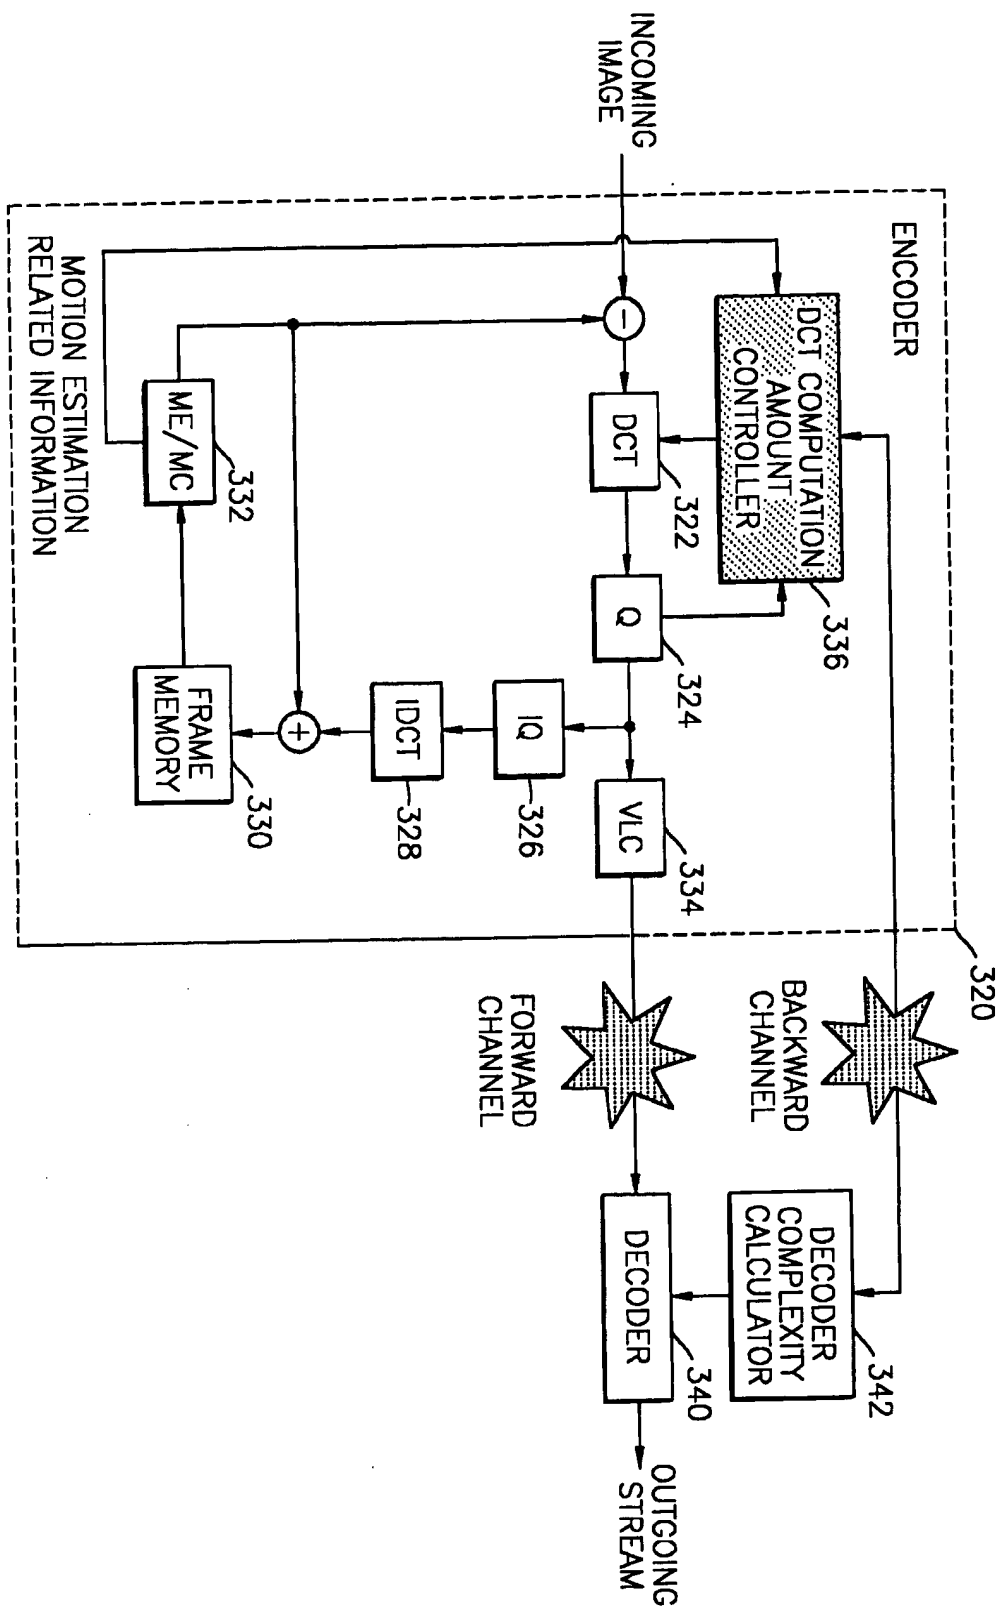 ENCODER
320
DCT COMPUTATION
AMOUNT
CONTROLLER
336
BACKWARD
CHANNEL
DECODER
COMPLEXITY
CALCULATOR
342
INCOMING
IMAGE
−
DCT
322
Q
324
VLC
334
FORWARD
CHANNEL
DECODER
340
OUTGOING
STREAM
IQ
326
IDCT
328
+
ME/MC
332
FRAME
MEMORY
330
MOTION ESTIMATION
RELATED INFORMATION